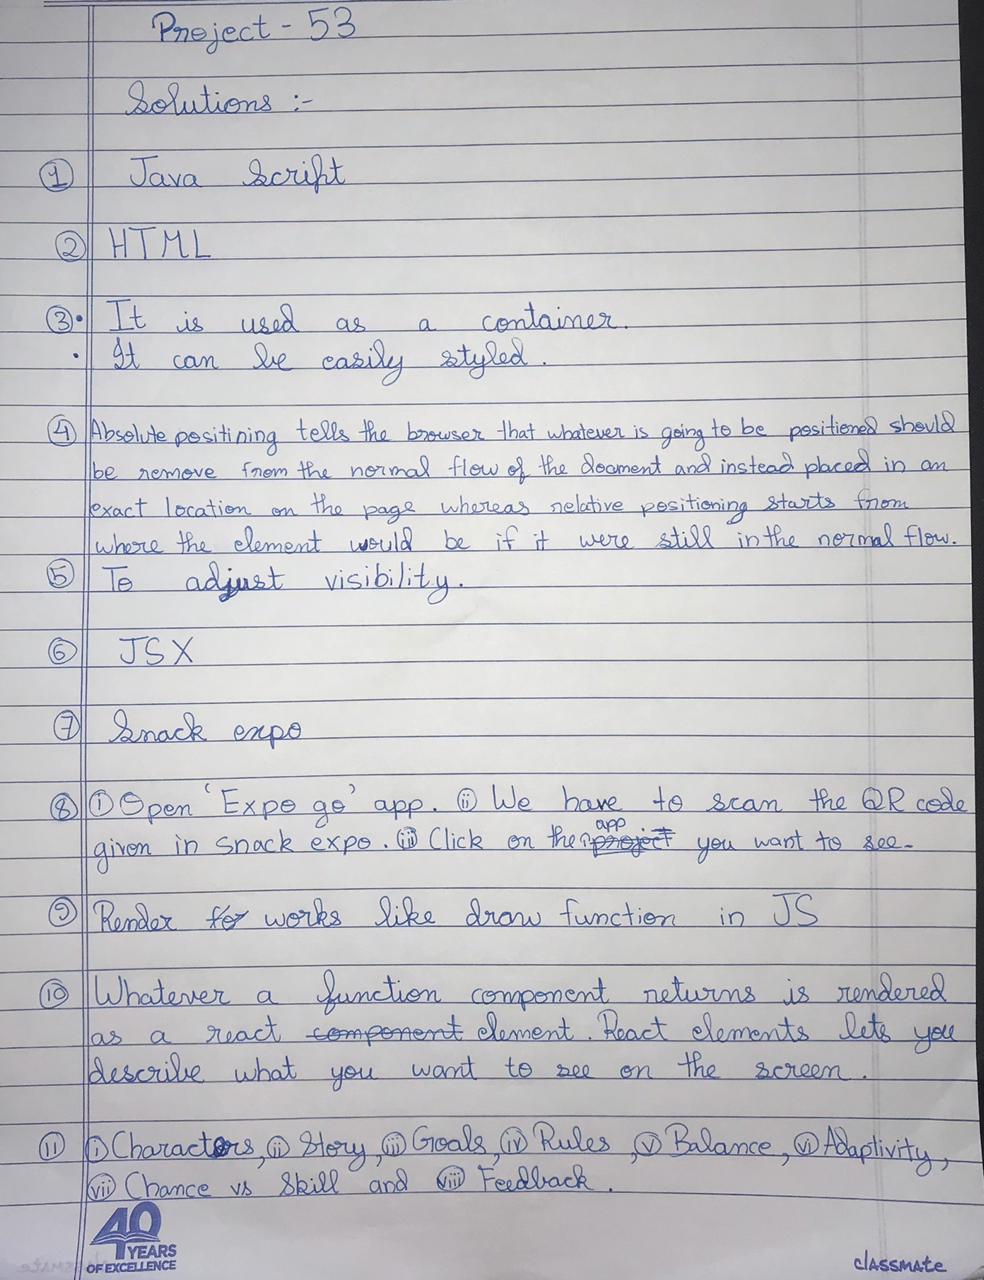 Project - 53
Solutions :-
① Java Script
② HTML
③ • It is used as a container.
• It can be easily styled.
④ Absolute positining tells the browser that whatever is going to be positioned should
be remove from the normal flow of the docment and instead placed in an
exact location on the page whereas relative positioning starts from
where the element would be if it were still in the normal flow.
⑤ To adjust visibility.
⑥ JSX
⑦ Snack expo
⑧ ⓘ Open 'Expo go' app. ⓘⓘ We have to scan the QR code
given in snack expo. ⓘⓘⓘ Click on the app you want to see.
⑨ Render works like draw function in JS
⑩ Whatever a function component returns is rendered
as a react component element. React elements lets you
describe what you want to see on the screen.
⑪ ⓘ Characters, ⓘⓘ Story, ⓘⓘⓘ Goals, ⓘⓥ Rules, ⓥ Balance, ⓥⓘ Adaptivity,
ⓥⓘⓘ Chance vs Skill and ⓥⓘⓘⓘ Feedback.
40
YEARS
OF EXCELLENCE
classmate